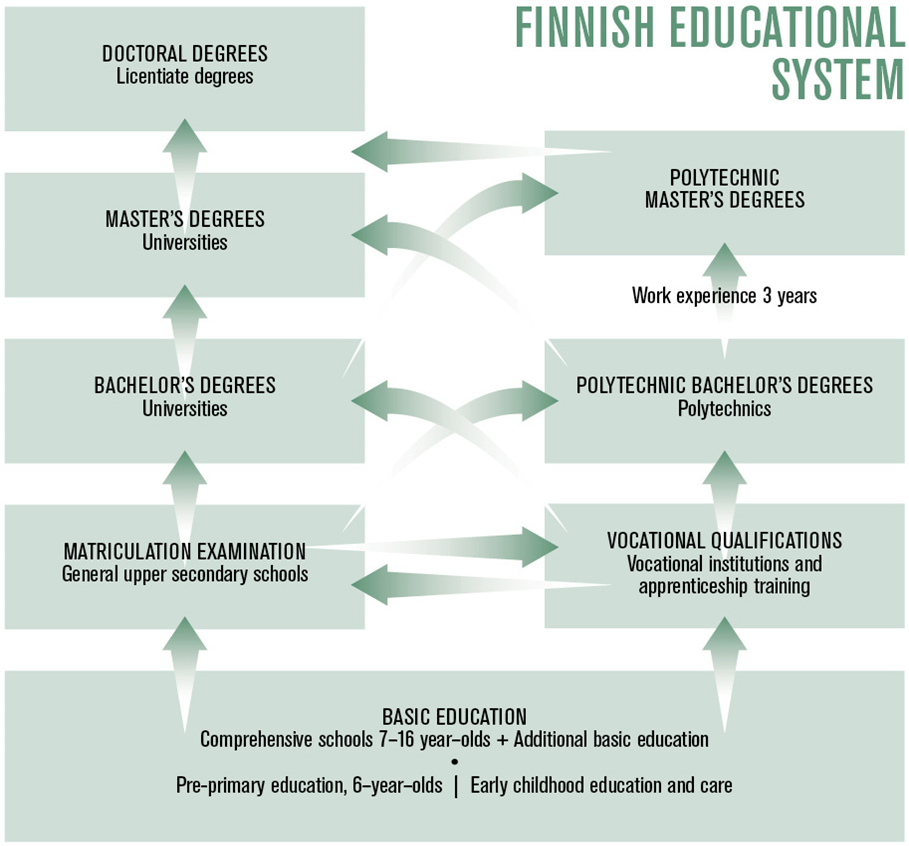 FINNISH EDUCATIONAL
SYSTEM
DOCTORAL DEGREES
Licentiate degrees
POLYTECHNIC
MASTER'S DEGREES
MASTER'S DEGREES
Universities
Work experience 3 years
BACHELOR'S DEGREES
Universities
POLYTECHNIC BACHELOR'S DEGREES
Polytechnics
MATRICULATION EXAMINATION
General upper secondary schools
VOCATIONAL QUALIFICATIONS
Vocational institutions and
apprenticeship training
BASIC EDUCATION
Comprehensive schools 7–16 year–olds + Additional basic education
•
Pre-primary education, 6–year–olds | Early childhood education and care